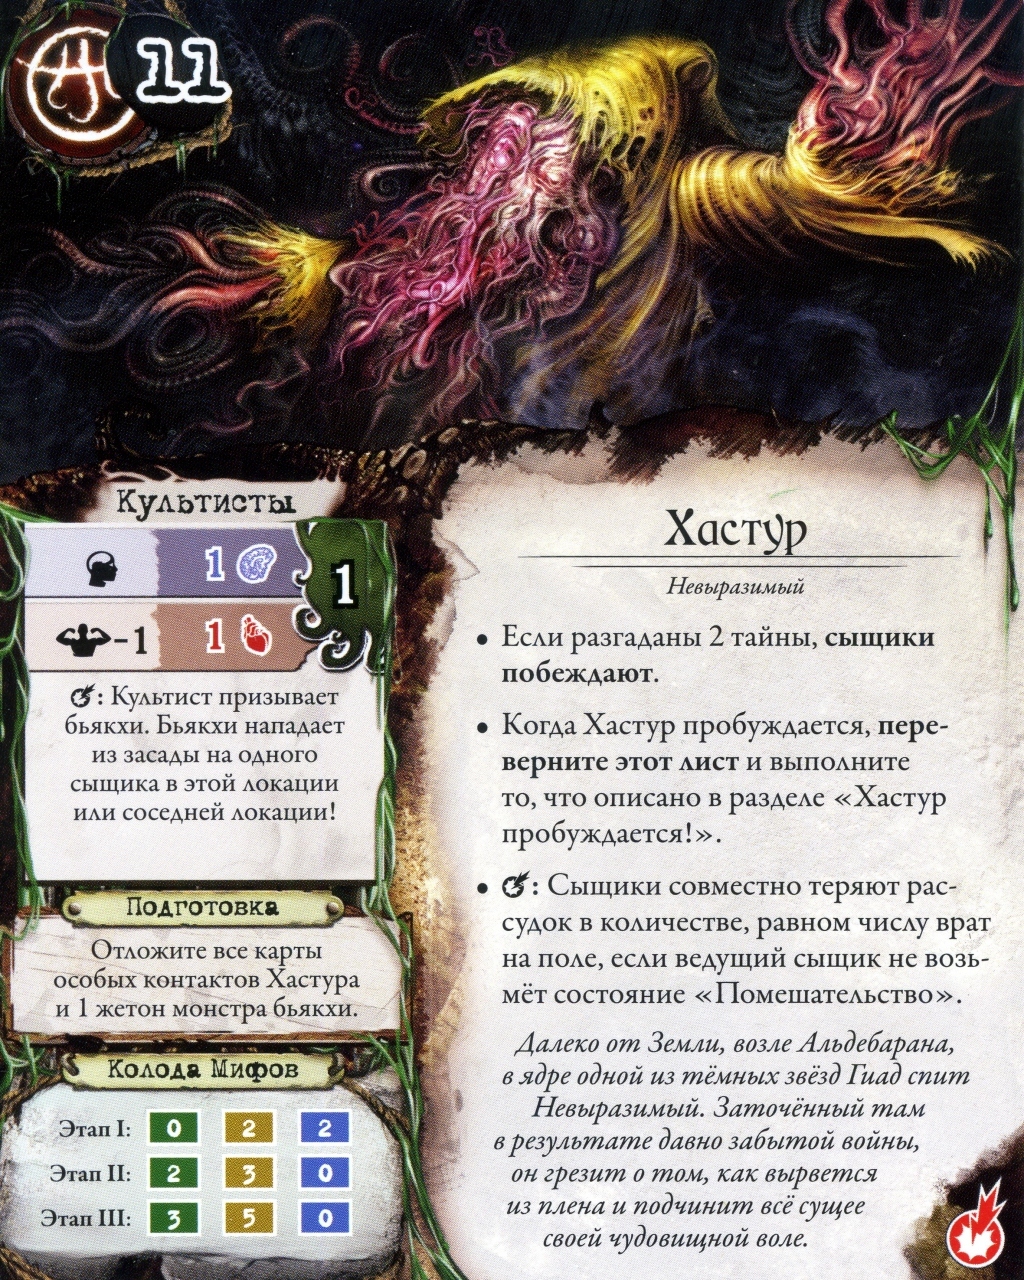 11
Культисты
1
1
-1 1
: Культист призывает
бьякхи. Бьякхи нападает
из засады на одного
сыщика в этой локации
или соседней локации!
Подготовка
Отложите все карты
особых контактов Хастура
и 1 жетон монстра бьякхи.
Колода Мифов
Этап I: 0 2 2
Этап II: 2 3 0
Этап III: 3 5 0
Хастур
Невыразимый
• Если разгаданы 2 тайны, сыщики
победают.
• Когда Хастур пробуждается, пере-
верните этот лист и выполните
то, что описано в разделе «Хастур
пробуждается!».
• : Сыщики совместно теряют рас-
судок в количестве, равном числу врат
на поле, если ведущий сыщик не возь-
мёт состояние «Помешательство».
Далеко от Земли, возле Альдебарана,
в ядре одной из тёмных звёзд Гиад спит
Невыразимый. Заточённый там
в результате давно забытой войны,
он грезит о том, как вырвется
из плена и подчинит всё сущее
своей чудовищной воле.